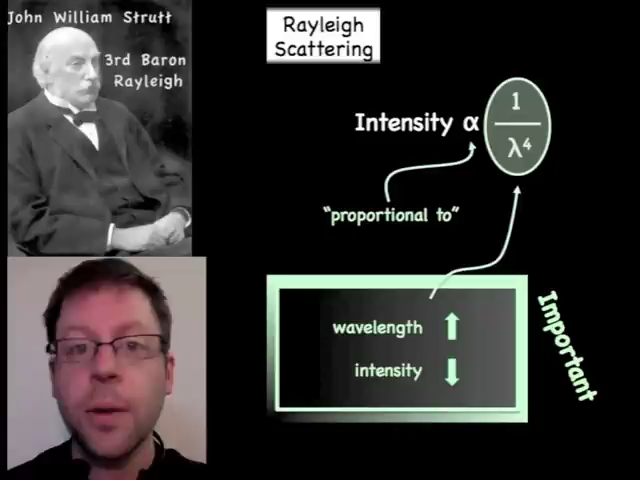 John William Strutt
3rd Baron
Rayleigh
Rayleigh
Scattering
Intensity α 1/λ⁴
"proportional to"
wavelength ⬆
intensity ⬇
Important